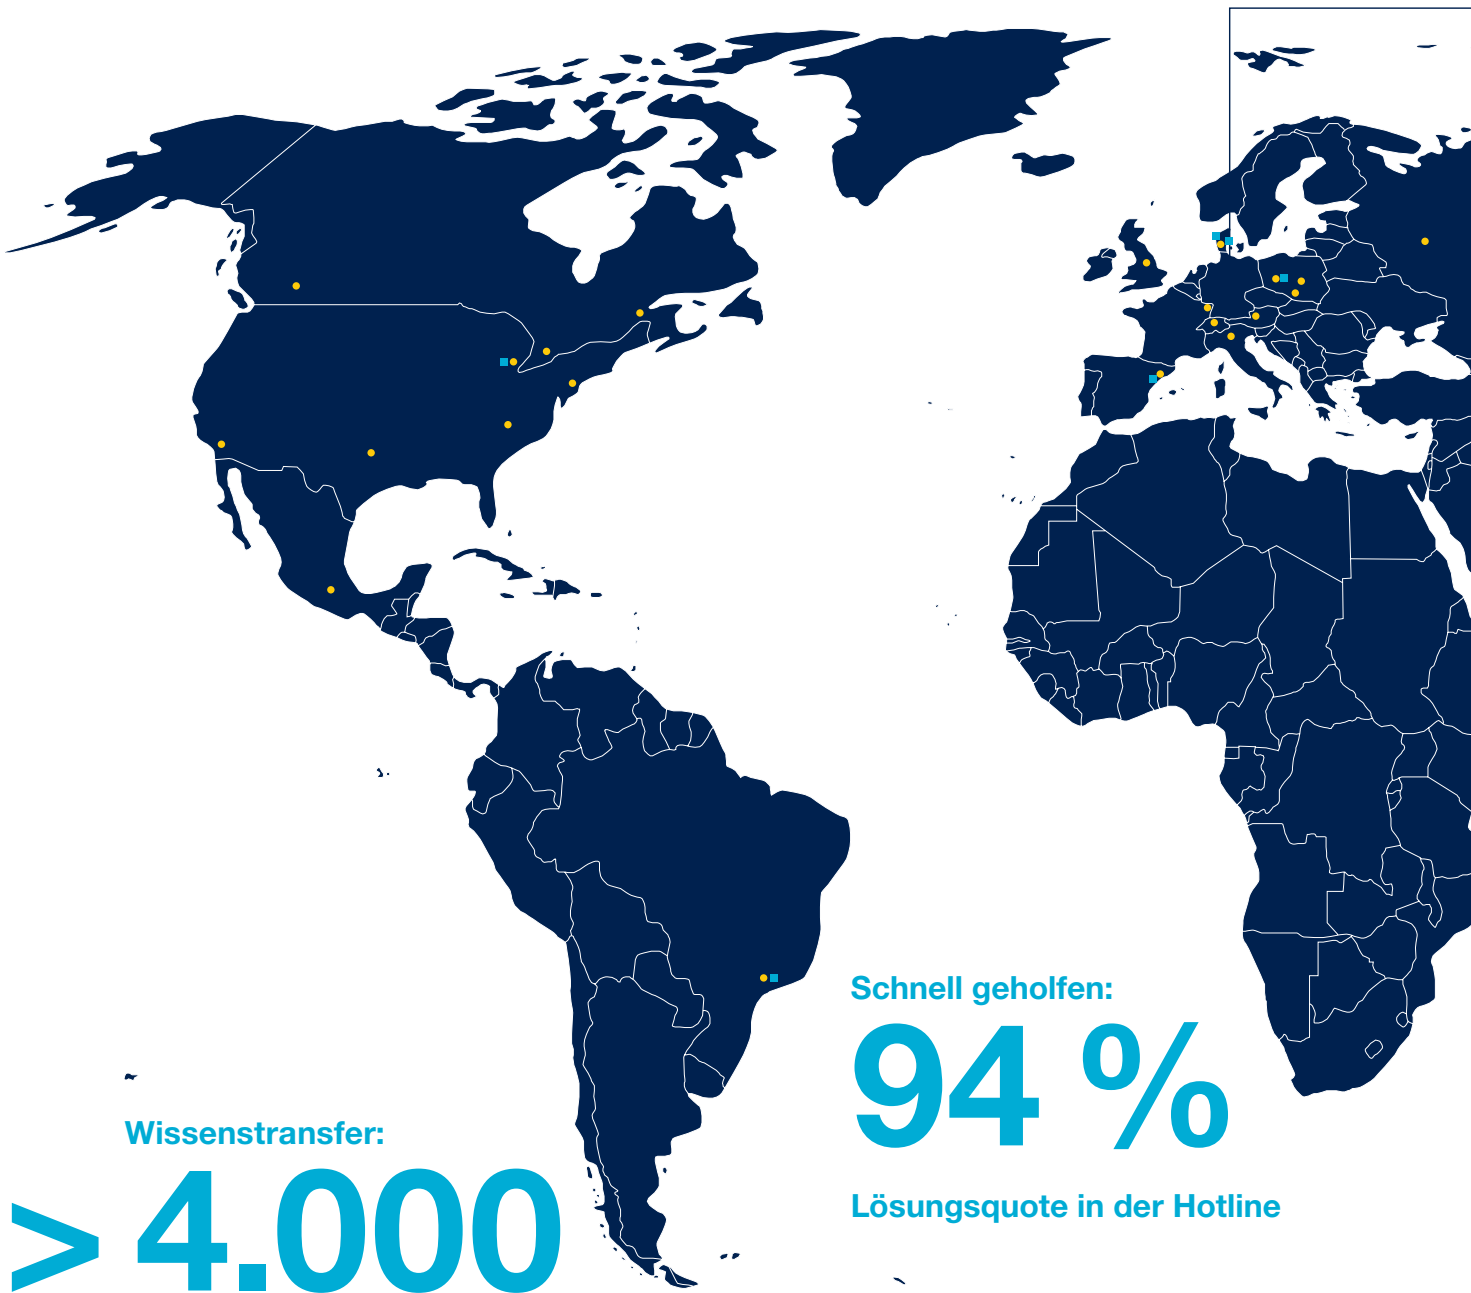 Schnell geholfen:
94 %
Lösungsquote in der Hotline
Wissenstransfer:
> 4.000